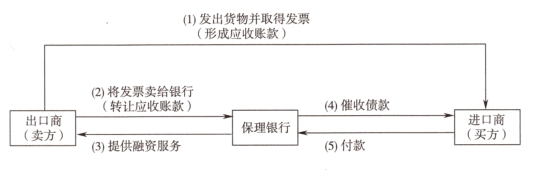 (1) 发出货物并取得发票
（形成应收账款）
(2) 将发票卖给银行
（转让应收账款）
(4) 催收债款
出口商
（卖方）
保理银行
进口商
（买方）
(3) 提供融资服务
(5) 付款